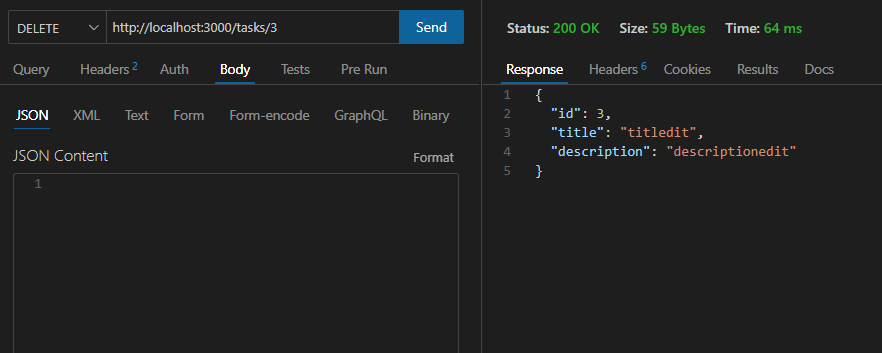 DELETE http://localhost:3000/tasks/3 Send
Query Headers 2 Auth Body Tests Pre Run
JSON XML Text Form Form-encode GraphQL Binary
JSON Content Format
1
Status: 200 OK Size: 59 Bytes Time: 64 ms
Response Headers 6 Cookies Results Docs
1 {
2 "id": 3,
3 "title": "titledit",
4 "description": "descriptionedit"
5 }